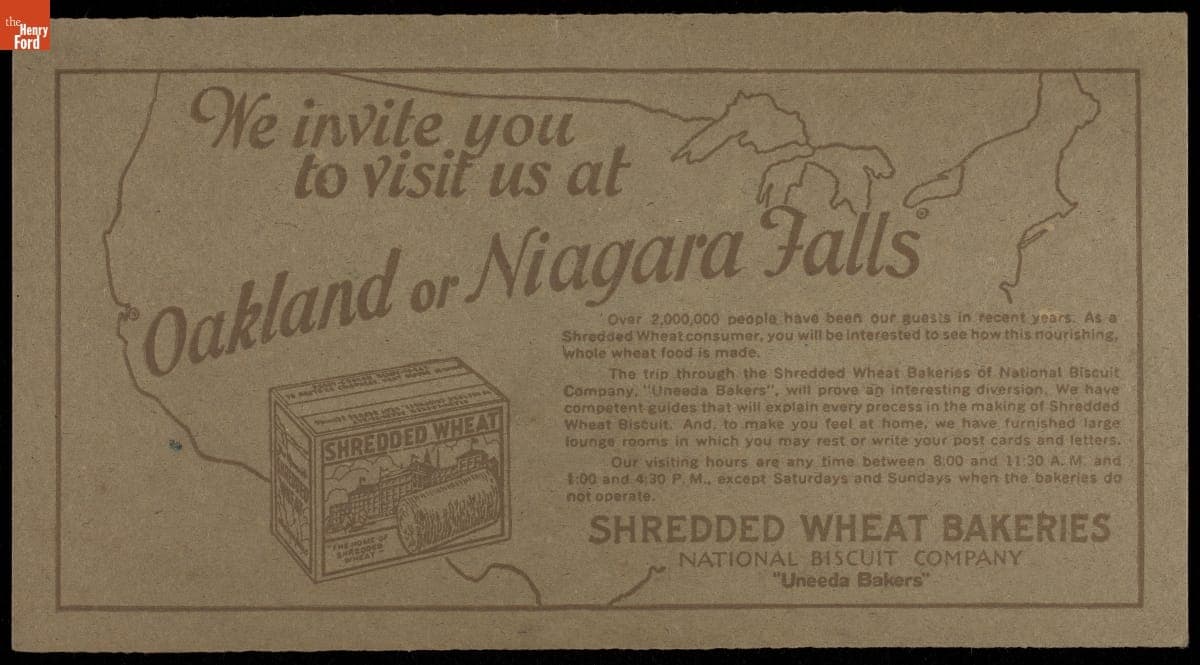 the
Henry
Ford
We invite you
to visit us at
Oakland or Niagara Falls
Over 2,000,000 people have been our guests in recent years. As a
Shredded Wheat consumer, you will be interested to see how this nourishing,
whole wheat food is made.
The trip through the Shredded Wheat Bakeries of National Biscuit
Company, "Uneeda Bakers", will prove an interesting diversion. We have
competent guides that will explain every process in the making of Shredded
Wheat Biscuit. And, to make you feel at home, we have furnished large
lounge rooms in which you may rest or write your post cards and letters.
Our visiting hours are any time between 8:00 and 11:30 A. M. and
1:00 and 4:30 P. M., except Saturdays and Sundays when the bakeries do
not operate.
SHREDDED WHEAT
"THE HOME OF
SHREDDED
WHEAT"
SHREDDED WHEAT BAKERIES
NATIONAL BISCUIT COMPANY
"Uneeda Bakers"